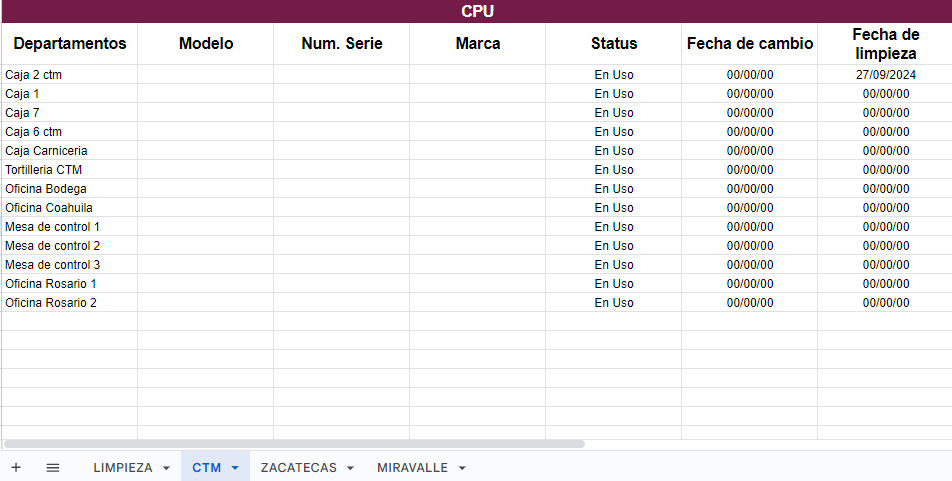 CPU
Departamentos Modelo Num. Serie Marca Status Fecha de cambio Fecha de limpieza
Caja 2 ctm En Uso 00/00/00 27/09/2024
Caja 1 En Uso 00/00/00 00/00/00
Caja 7 En Uso 00/00/00 00/00/00
Caja 6 ctm En Uso 00/00/00 00/00/00
Caja Carniceria En Uso 00/00/00 00/00/00
Tortilleria CTM En Uso 00/00/00 00/00/00
Oficina Bodega En Uso 00/00/00 00/00/00
Oficina Coahuila En Uso 00/00/00 00/00/00
Mesa de control 1 En Uso 00/00/00 00/00/00
Mesa de control 2 En Uso 00/00/00 00/00/00
Mesa de control 3 En Uso 00/00/00 00/00/00
Oficina Rosario 1 En Uso 00/00/00 00/00/00
Oficina Rosario 2 En Uso 00/00/00 00/00/00
LIMPIEZA CTM ZACATECAS MIRAVALLE